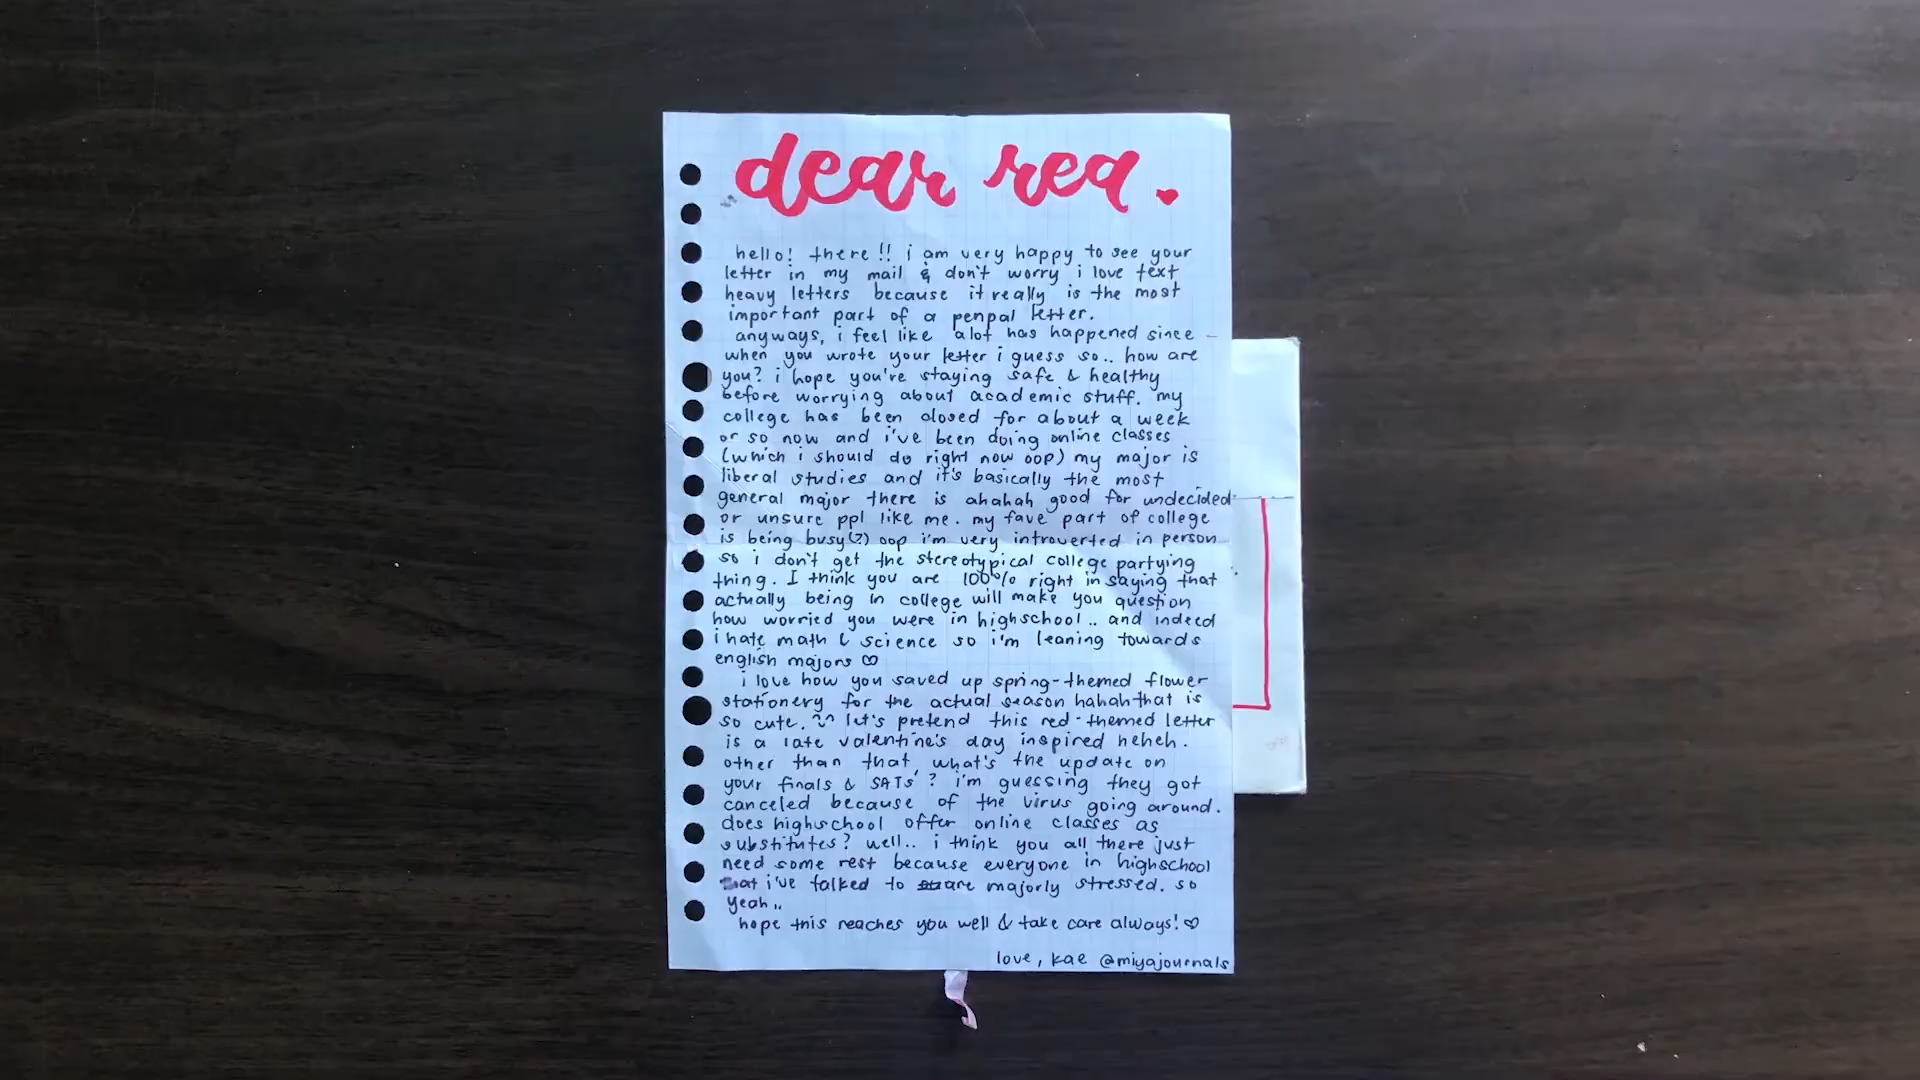 dear rea.
hello! there!! i am very happy to see your
letter in my mail & don't worry i love text
heavy letters because it really is the most
important part of a penpal letter.
anyways, i feel like alot has happened since
when you wrote your letter i guess so.. how are
you? i hope you're staying safe & healthy
before worrying about academic stuff. my
college has been closed for about a week
or so now and i've been doing online classes
(which i should do right now oop) my major is
liberal studies and it's basically the most
general major there is ahahah good for undecided
or unsure ppl like me. my fave part of college
is being busy(?) oop i'm very introverted in person
so i don't get the stereotypical college partying
thing. I think you are 100% right in saying that
actually being in college will make you question
how worried you were in highschool.. and indeed
i hate math & science so i'm leaning towards
english majors ♡
i love how you saved up spring-themed flower
stationery for the actual season hahah that is
so cute. ^^ let's pretend this red-themed letter
is a late valentine's day inspired heheh.
other than that, what's the update on
your finals & SATs'? i'm guessing they got
canceled because of the virus going around.
does highschool offer online classes as
substitutes? well.. i think you all there just
need some rest because everyone in highschool
i've talked to are majorly stressed. so
yeah..
hope this reaches you well & take care always! ♡
love, kae @miyajournals